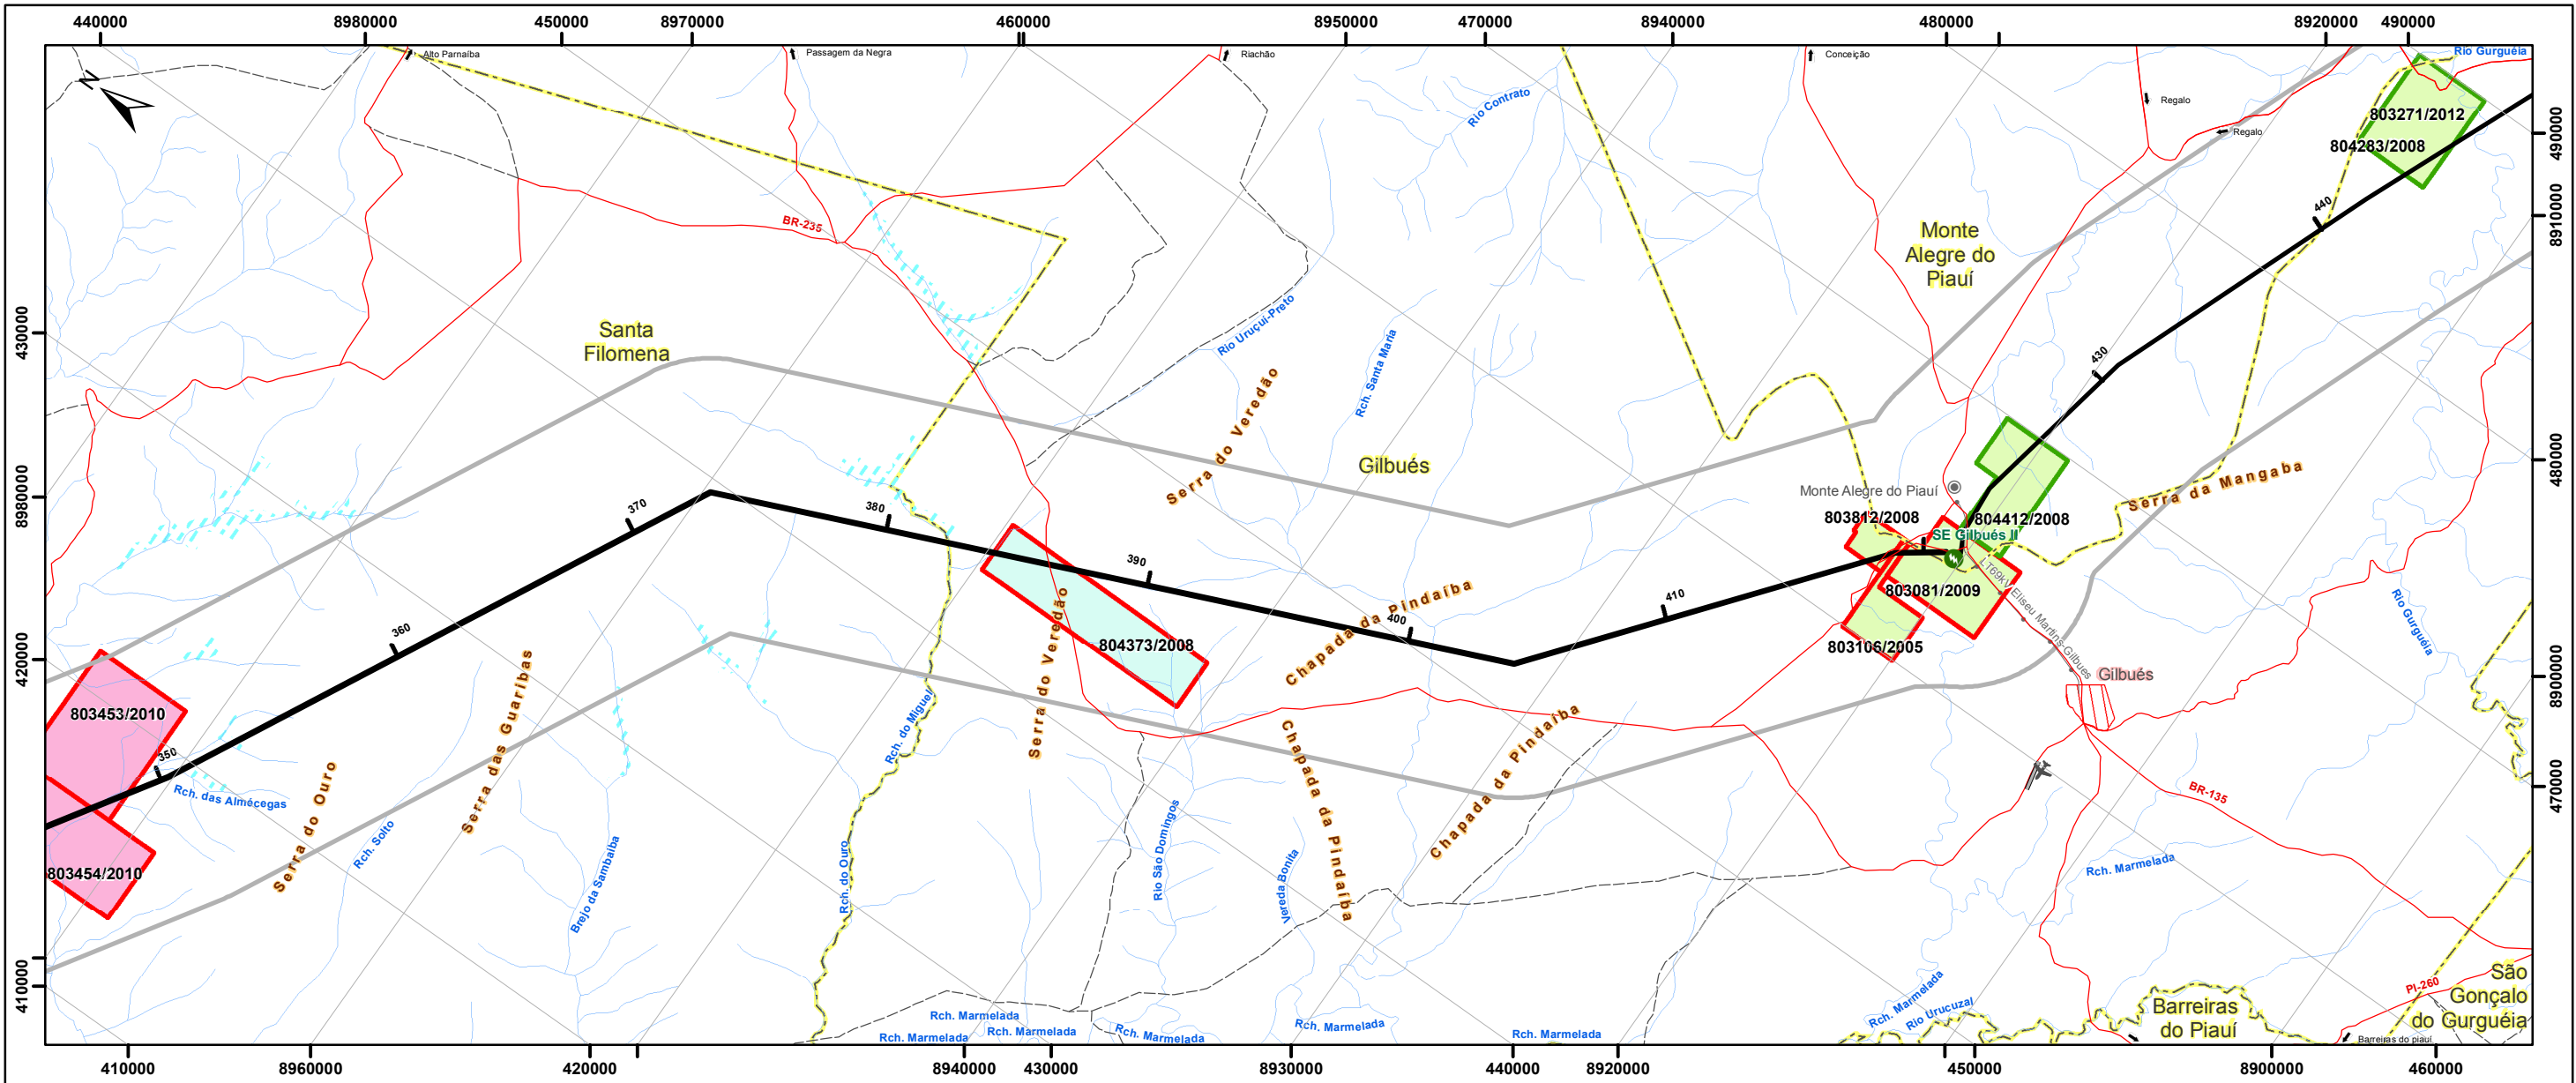 440000
8980000
450000
8970000
460000
8950000
470000
8940000
4800000
8920000
490000
Alto Parnaíba
Passagem da Negra
Riachão
Conceição
Rio Gurguéia
N
Regalo
Regalo
Rio Contrato
803271/2012
804283/2008
490000
8910000
480000
8900000
470000
430000
8980000
420000
410000
BR-235
Monte
Alegre do
Piauí
440
430
Santa
Filomena
Rio Uruçuí-Preto
Rch. Santa Maria
Serra do Veredão
Gilbués
Serra da Mangaba
Monte Alegre do Piauí
803812/2008
804412/2008
SE Gilbués II
370
380
390
400
410
360
350
Chapada da Pindaíba
803081/2009
LT69kV Eliseu Martins-Gilbues
803106/2005
Rio Gurguéia
Gilbués
804373/2008
Serra do Veredão
Rch. do Miguel
Serra das Guaribas
803453/2010
Rch. das Almécegas
Serra do Ouro
Rch. Solto
Brejo da Sambaíba
803454/2010
Rch. do Ouro
Rio São Domingos
Vereda Bonita
Chapada da Pindaíba
Chapada da Pindaíba
BR-135
Rch. Marmelada
Rch. Marmelada
Rio Urucuzal
PI-260
São
Gonçalo
do Gurguéia
Barreiras
do Piauí
Barreiras do piauí
Rch. Marmelada
Rch. Marmelada
Rch. Marmelada
Rch. Marmelada
Rch. Marmelada
Rch. Marmelada
410000
8960000
420000
8940000
430000
8930000
440000
8920000
450000
8900000
460000